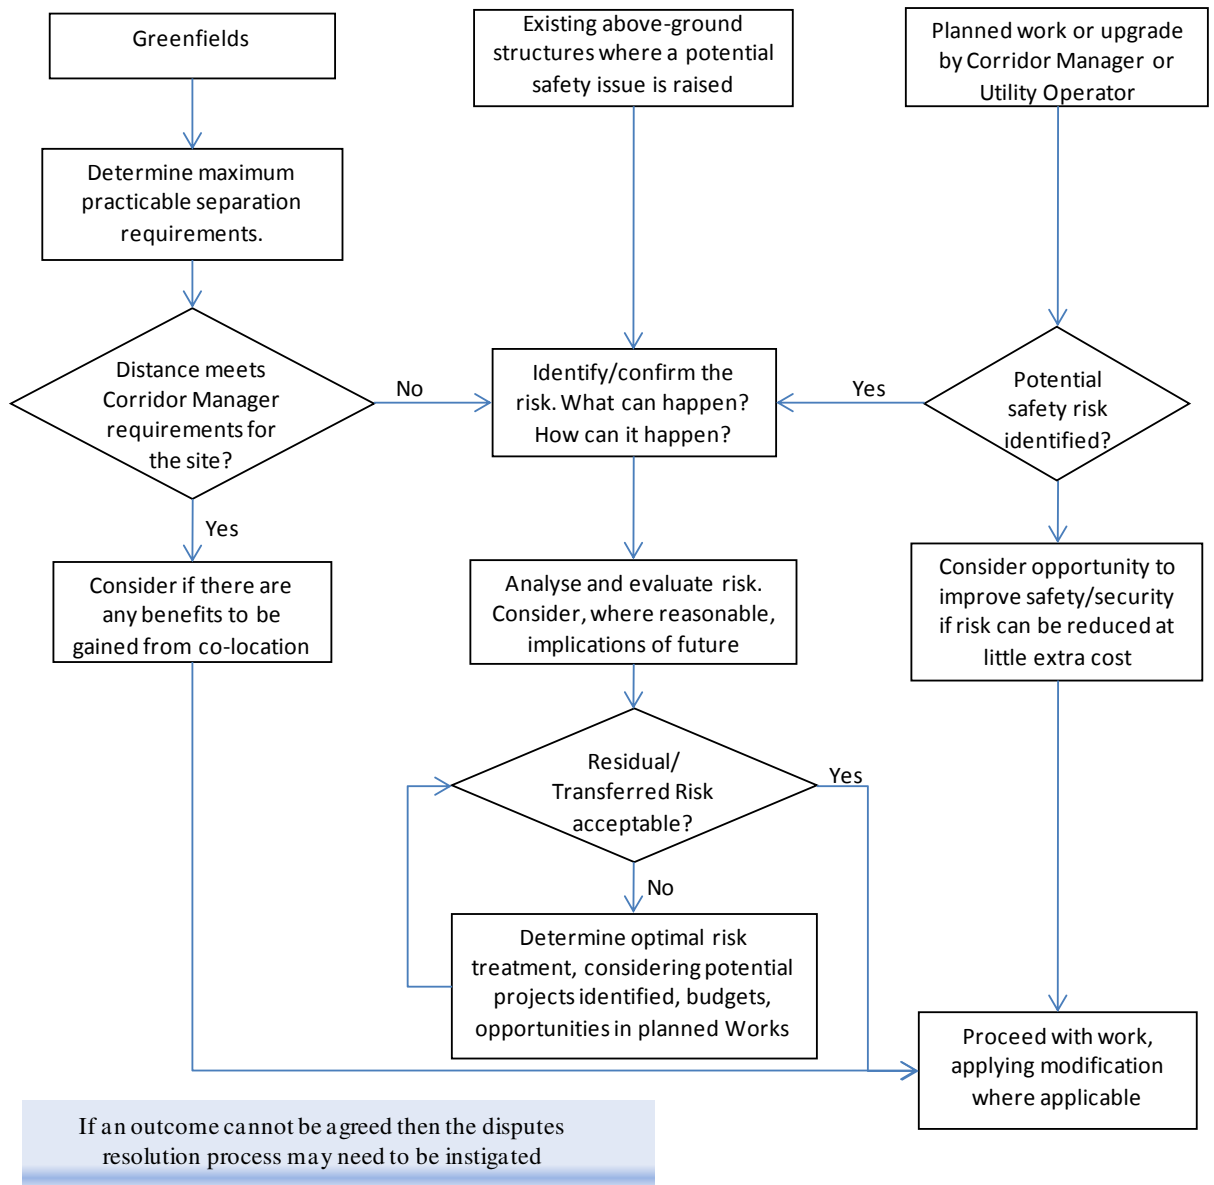 Greenfields
Existing above-ground
structures where a potential
safety issue is raised
Planned work or upgrade
by Corridor Manager or
Utility Operator
Determine maximum
practicable separation
requirements.
Distance meets
Corridor Manager
requirements for
the site?
No
Identify/confirm the
risk. What can happen?
How can it happen?
Yes
Potential
safety risk
identified?
Yes
Consider if there are
any benefits to be
gained from co-location
Analyse and evaluate risk.
Consider, where reasonable,
implications of future
Consider opportunity to
improve safety/security
if risk can be reduced at
little extra cost
Residual/
Transferred Risk
acceptable?
Yes
No
Determine optimal risk
treatment, considering potential
projects identified, budgets,
opportunities in planned Works
Proceed with work,
applying modification
where applicable
If an outcome cannot be agreed then the disputes
resolution process may need to be instigated